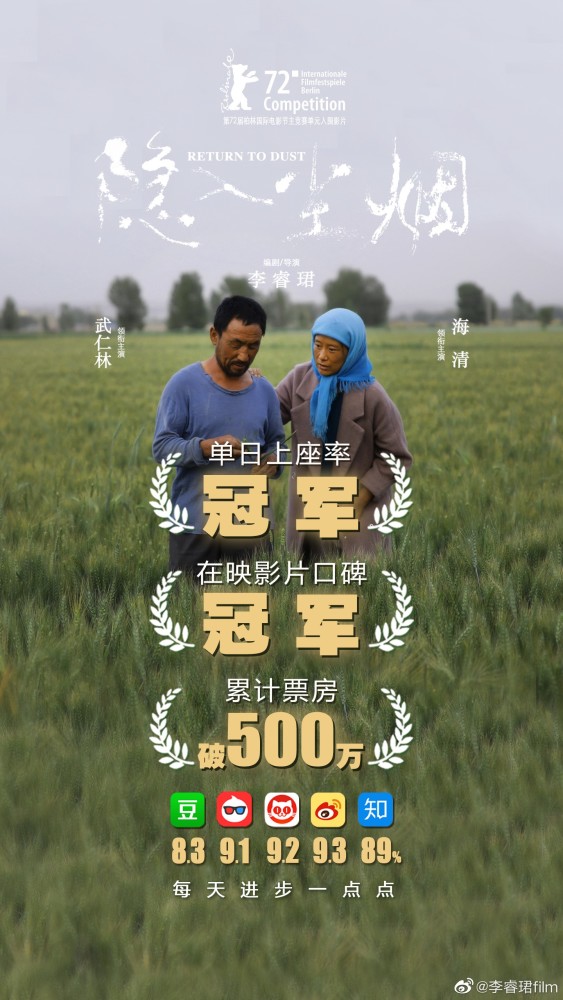 Berlinale
72 Internationale
Filmfestspiele
Berlin
Competition
第72届柏林国际电影节主竞赛单元入围影片
RETURN TO DUST
隐入尘烟
编剧/导演
李睿珺
武仁林
领衔主演
海清
领衔主演
单日上座率
冠军
在映影片口碑
冠军
累计票房
破500万
豆 知
8.3 9.1 9.2 9.3 89%
每天进步一点点
@李睿珺film